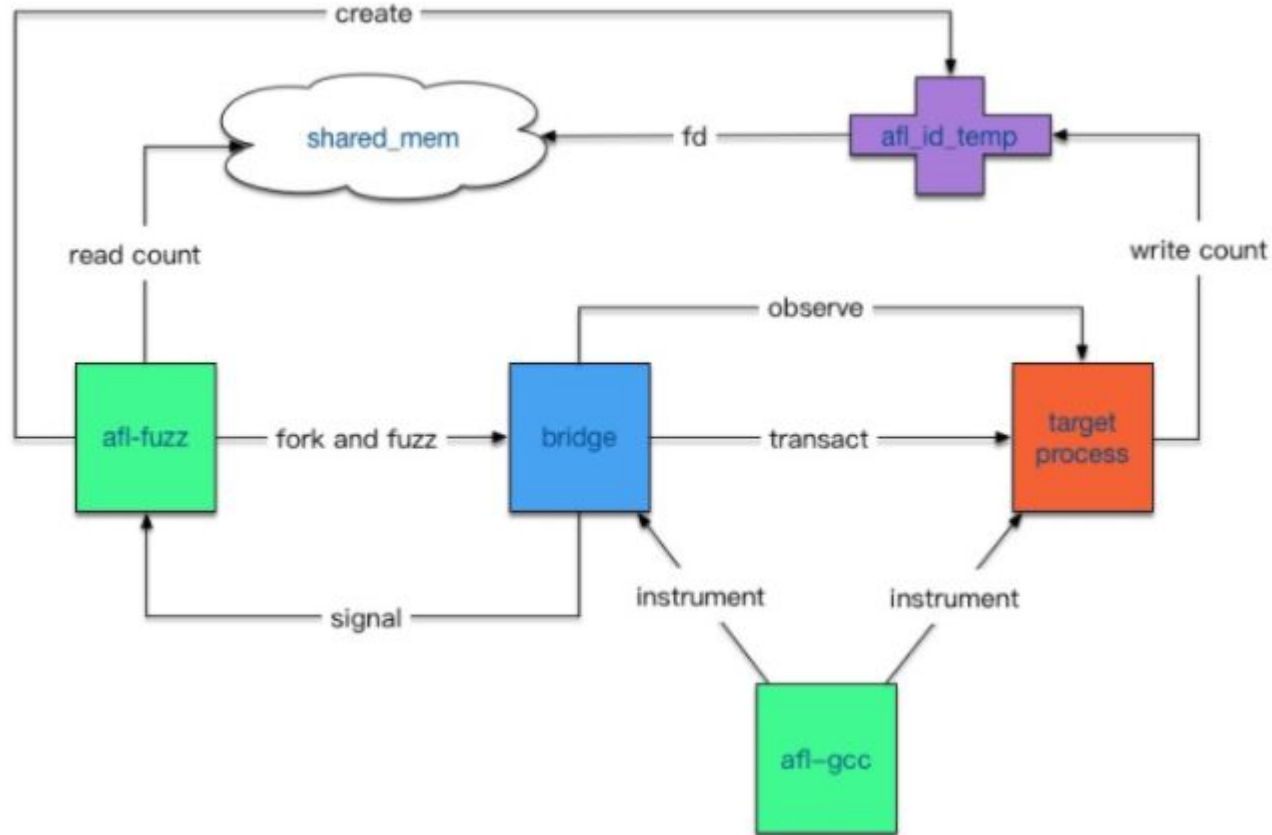 create
shared_mem
fd
afl_id_temp
read count
write count
observe
afl-fuzz
fork and fuzz
bridge
transact
target
process
instrument
instrument
signal
afl-gcc